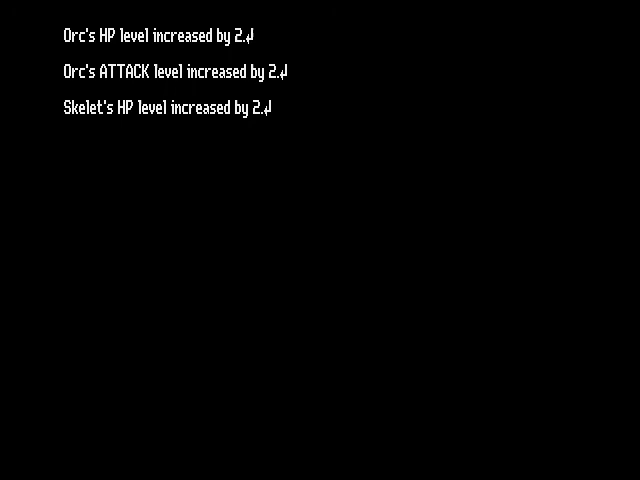 Orc's HP level increased by 2.↲
Orc's ATTACK level increased by 2.↲
Skelet's HP level increased by 2.↲